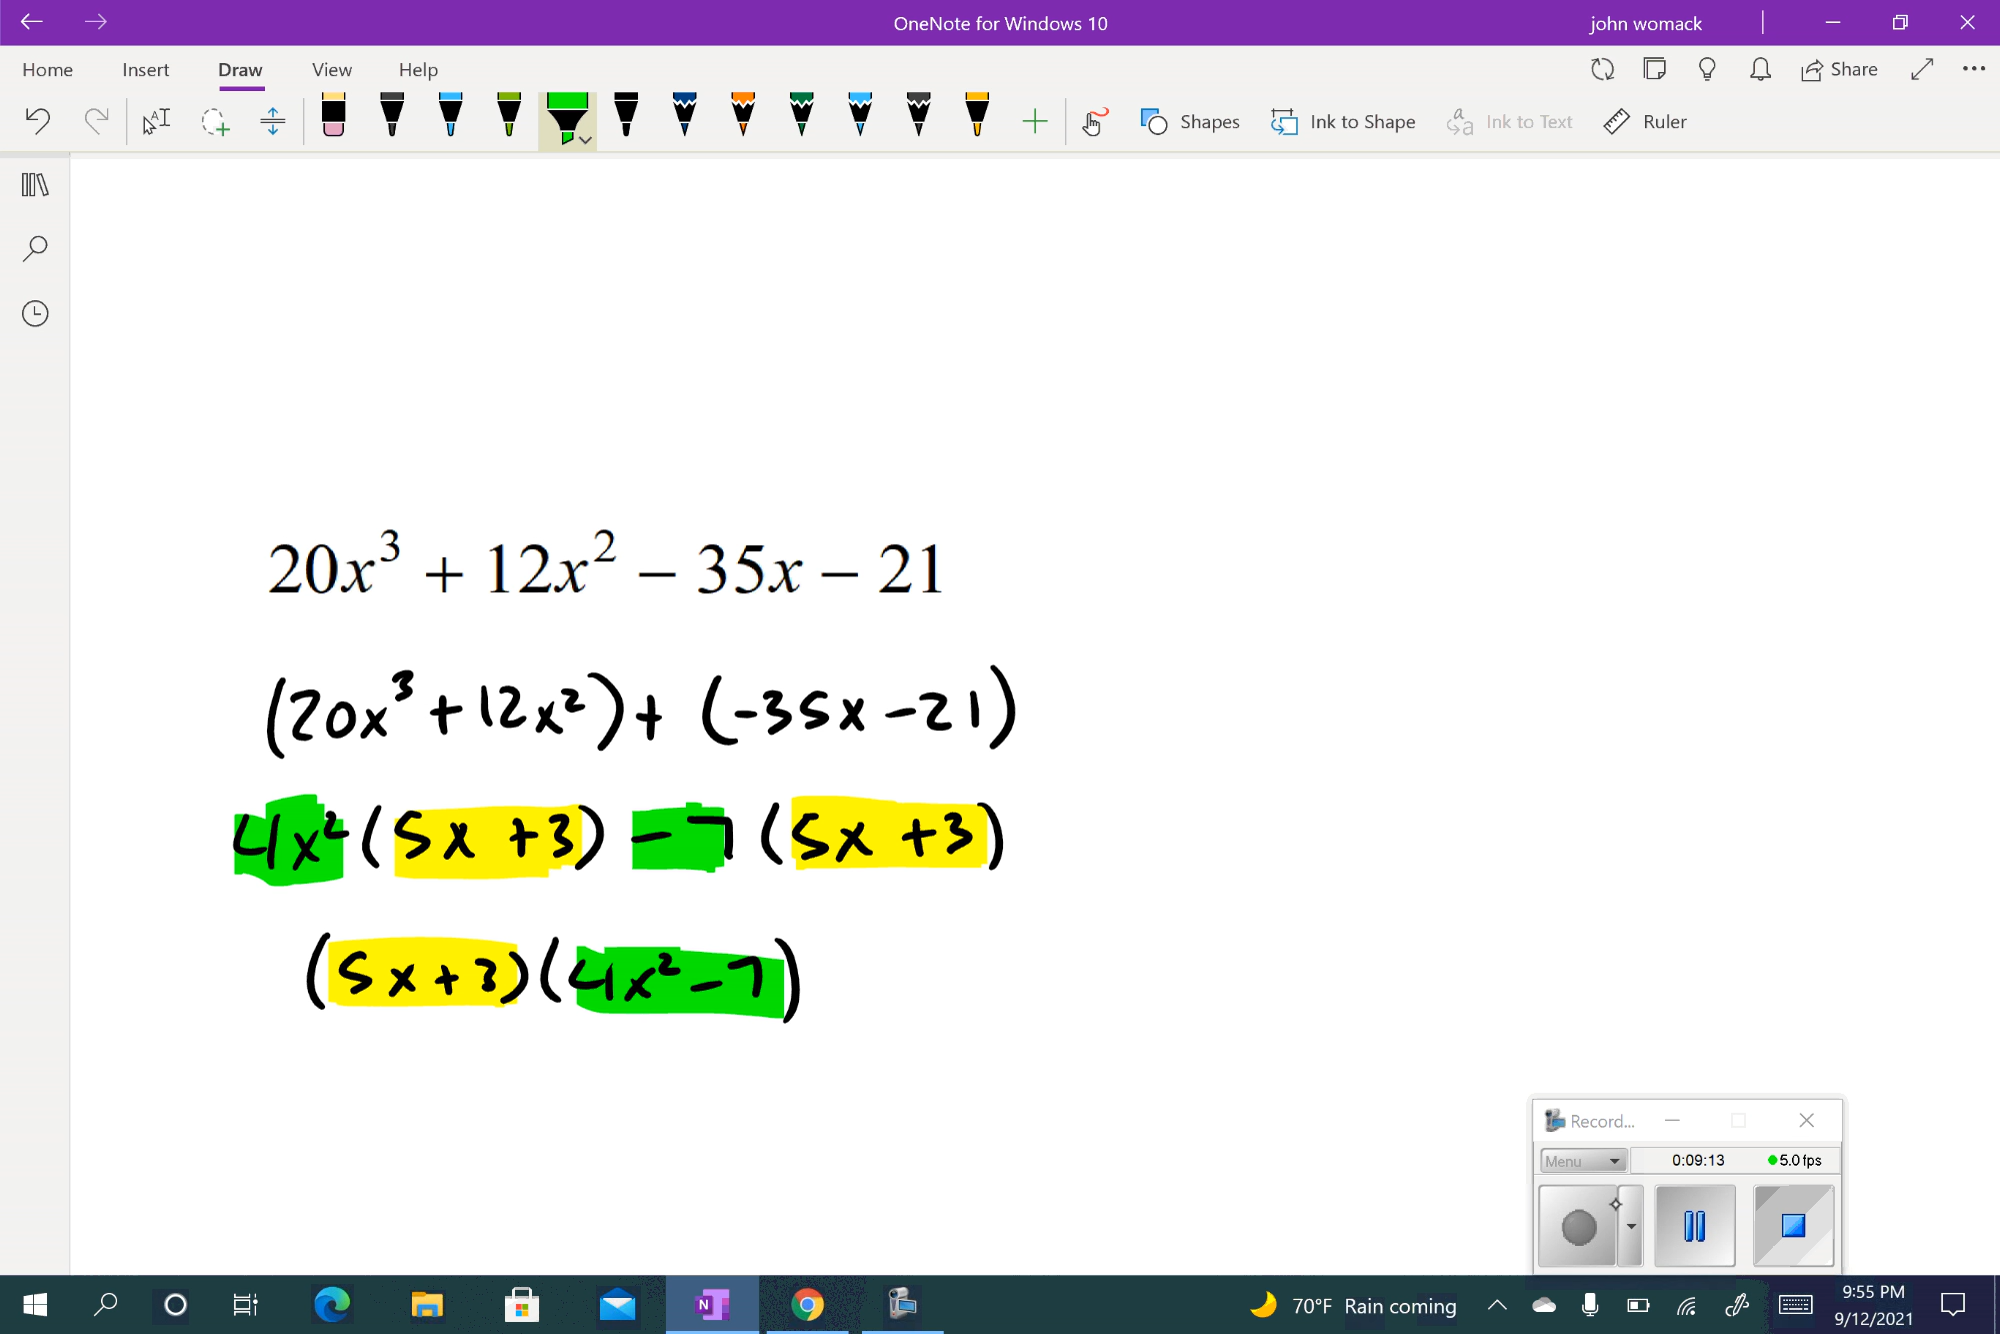 OneNote for Windows 10
john womack
Home Insert Draw View Help
Share
Shapes Ink to Shape Ink to Text Ruler
20x³ + 12x² − 35x − 21
(20x³ + 12x²) + (-35x - 21)
4x² (5x + 3) - 7 (5x + 3)
(5x + 3)(4x² - 7)
Record...
Menu 0:09:13 5.0 fps
70°F Rain coming
9:55 PM
9/12/2021